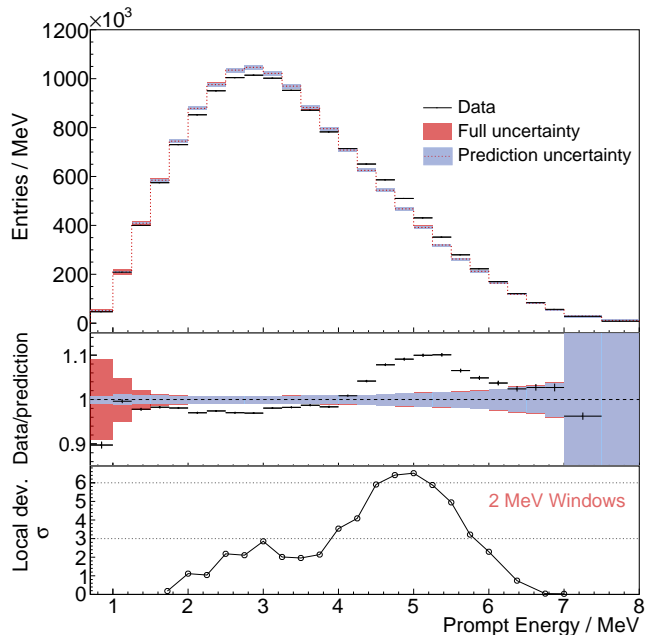 ×10³
1200
1000
800
600
400
200
0
Entries / MeV
Data
Full uncertainty
Prediction uncertainty
1.1
1
0.9
Data/prediction
6
5
4
3
2
1
0
Local dev.
σ
2 MeV Windows
1 2 3 4 5 6 7 8
Prompt Energy / MeV